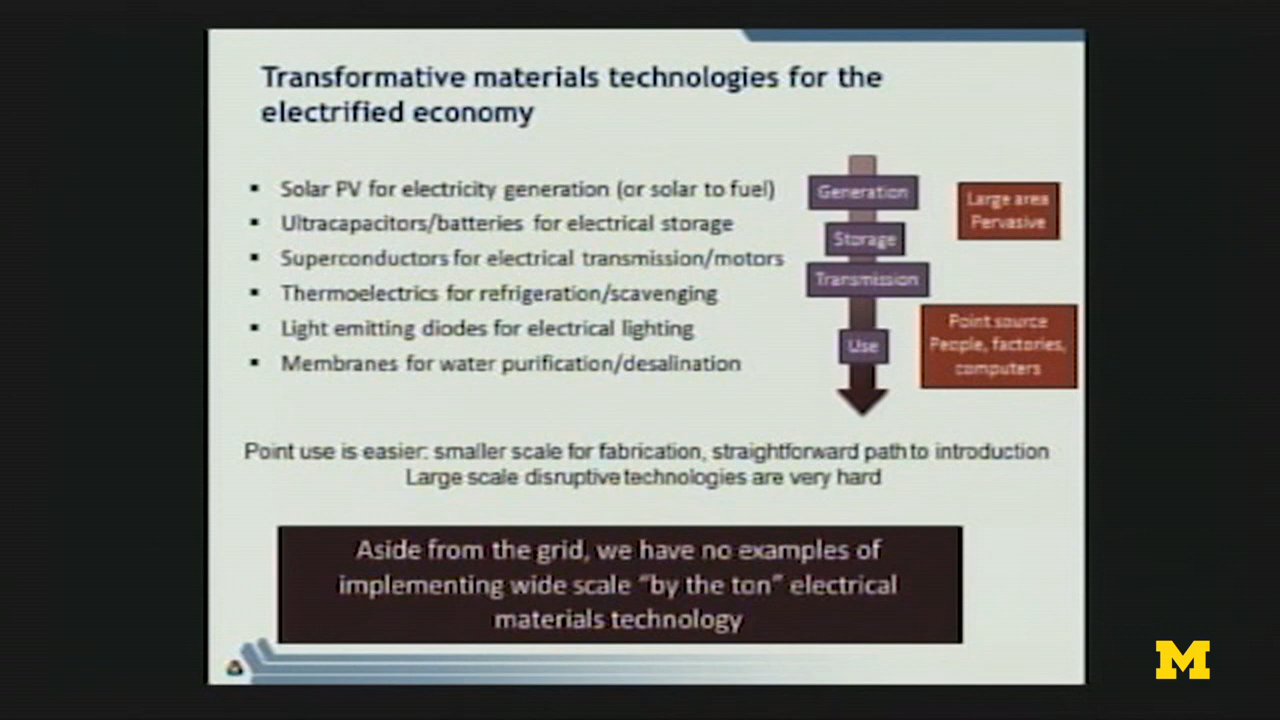 Transformative materials technologies for the
electrified economy
Solar PV for electricity generation (or solar to fuel)
Ultracapacitors/batteries for electrical storage
Superconductors for electrical transmission/motors
Thermoelectrics for refrigeration/scavenging
Light emitting diodes for electrical lighting
Membranes for water purification/desalination
Generation
Storage
Transmission
Use
Large area
Pervasive
Point source
People, factories,
computers
Point use is easier: smaller scale for fabrication, straightforward path to introduction
Large scale disruptive technologies are very hard
Aside from the grid, we have no examples of
implementing wide scale "by the ton" electrical
materials technology
M